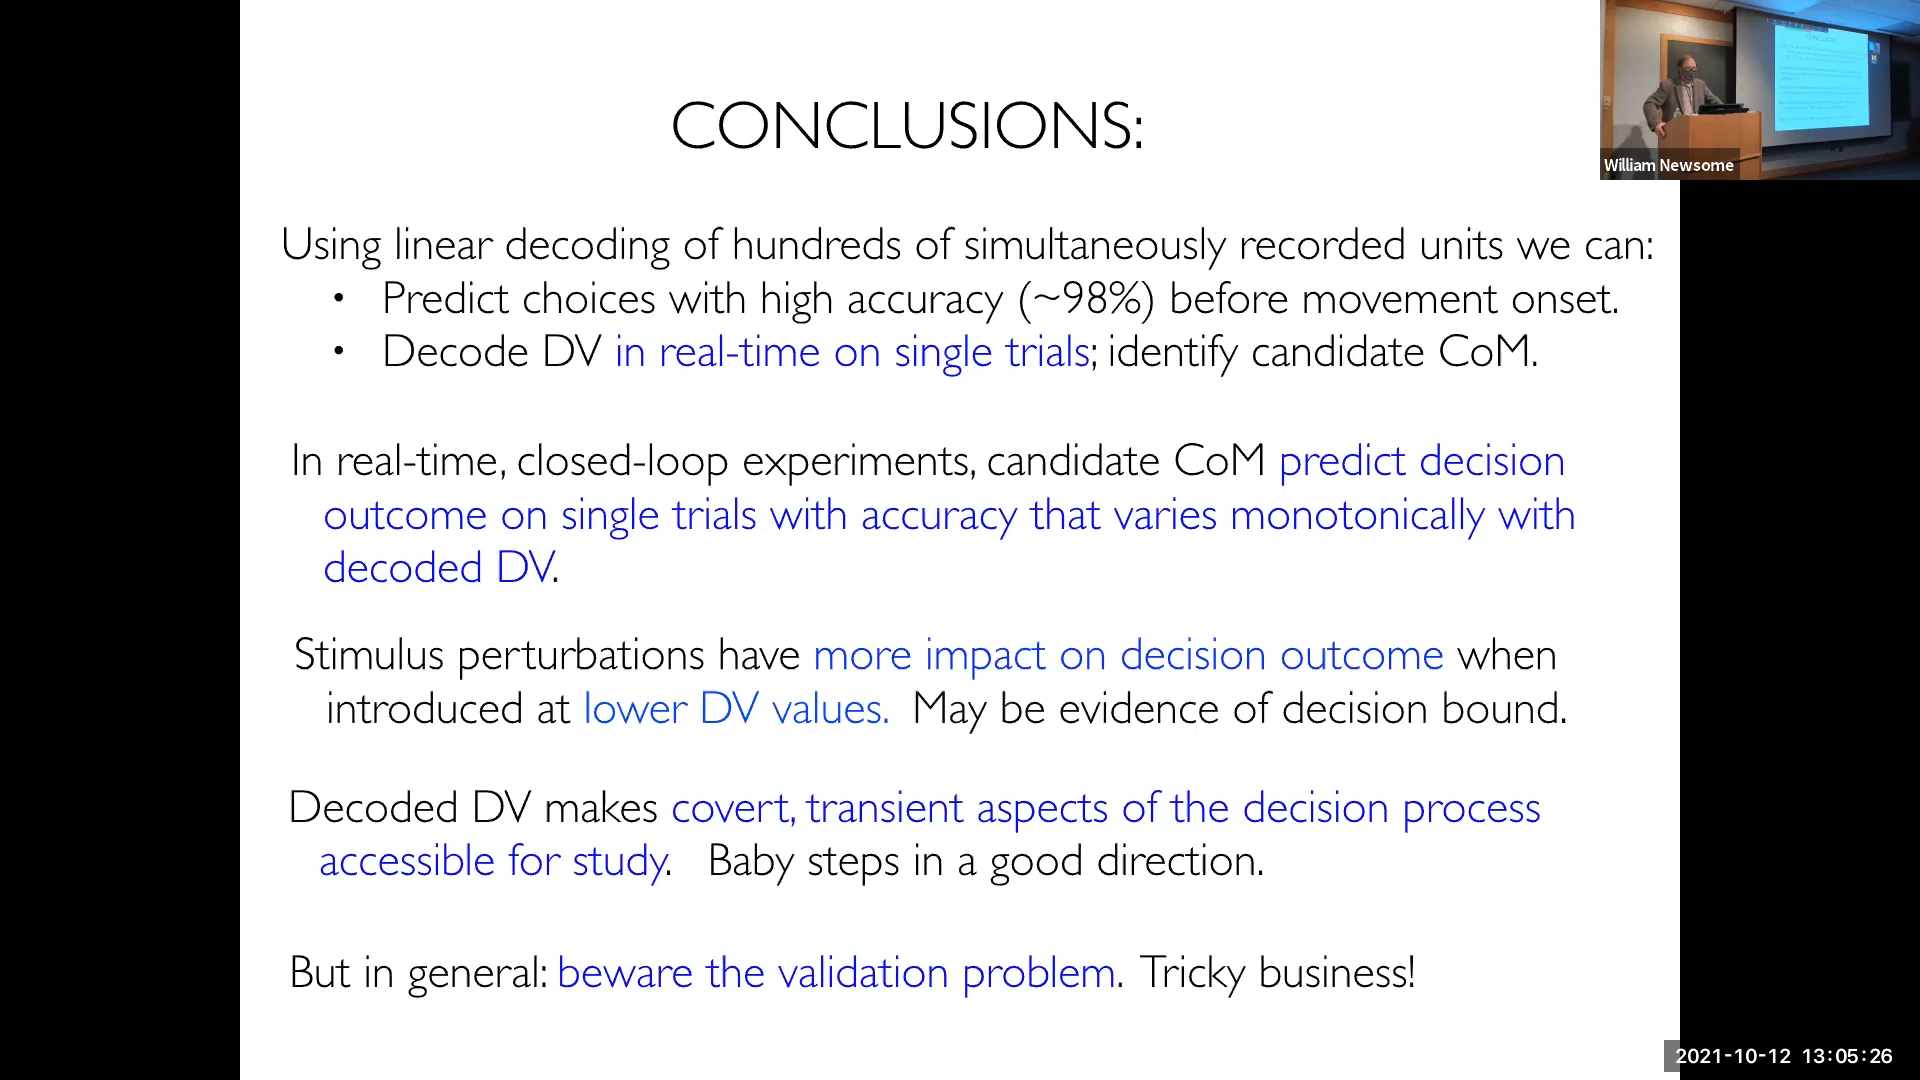 CONCLUSIONS:
William Newsome
Using linear decoding of hundreds of simultaneously recorded units we can:
• Predict choices with high accuracy (~98%) before movement onset.
• Decode DV in real-time on single trials; identify candidate CoM.
In real-time, closed-loop experiments, candidate CoM predict decision
outcome on single trials with accuracy that varies monotonically with
decoded DV.
Stimulus perturbations have more impact on decision outcome when
introduced at lower DV values. May be evidence of decision bound.
Decoded DV makes covert, transient aspects of the decision process
accessible for study. Baby steps in a good direction.
But in general: beware the validation problem. Tricky business!
2021-10-12 13:05:26